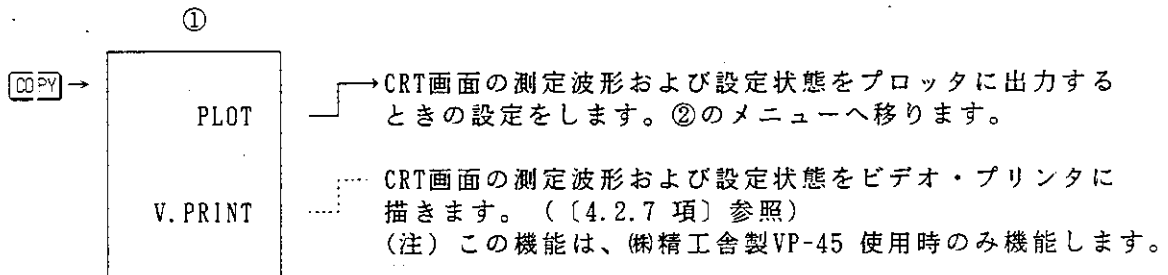 ①
COPY →
PLOT
→CRT画面の測定波形および設定状態をプロッタに出力する
ときの設定をします。②のメニューへ移ります。
V.PRINT
CRT画面の測定波形および設定状態をビデオ・プリンタに
描きます。(〔4.2.7 項〕参照)
(注) この機能は、㈱精工舎製VP-45 使用時のみ機能します。